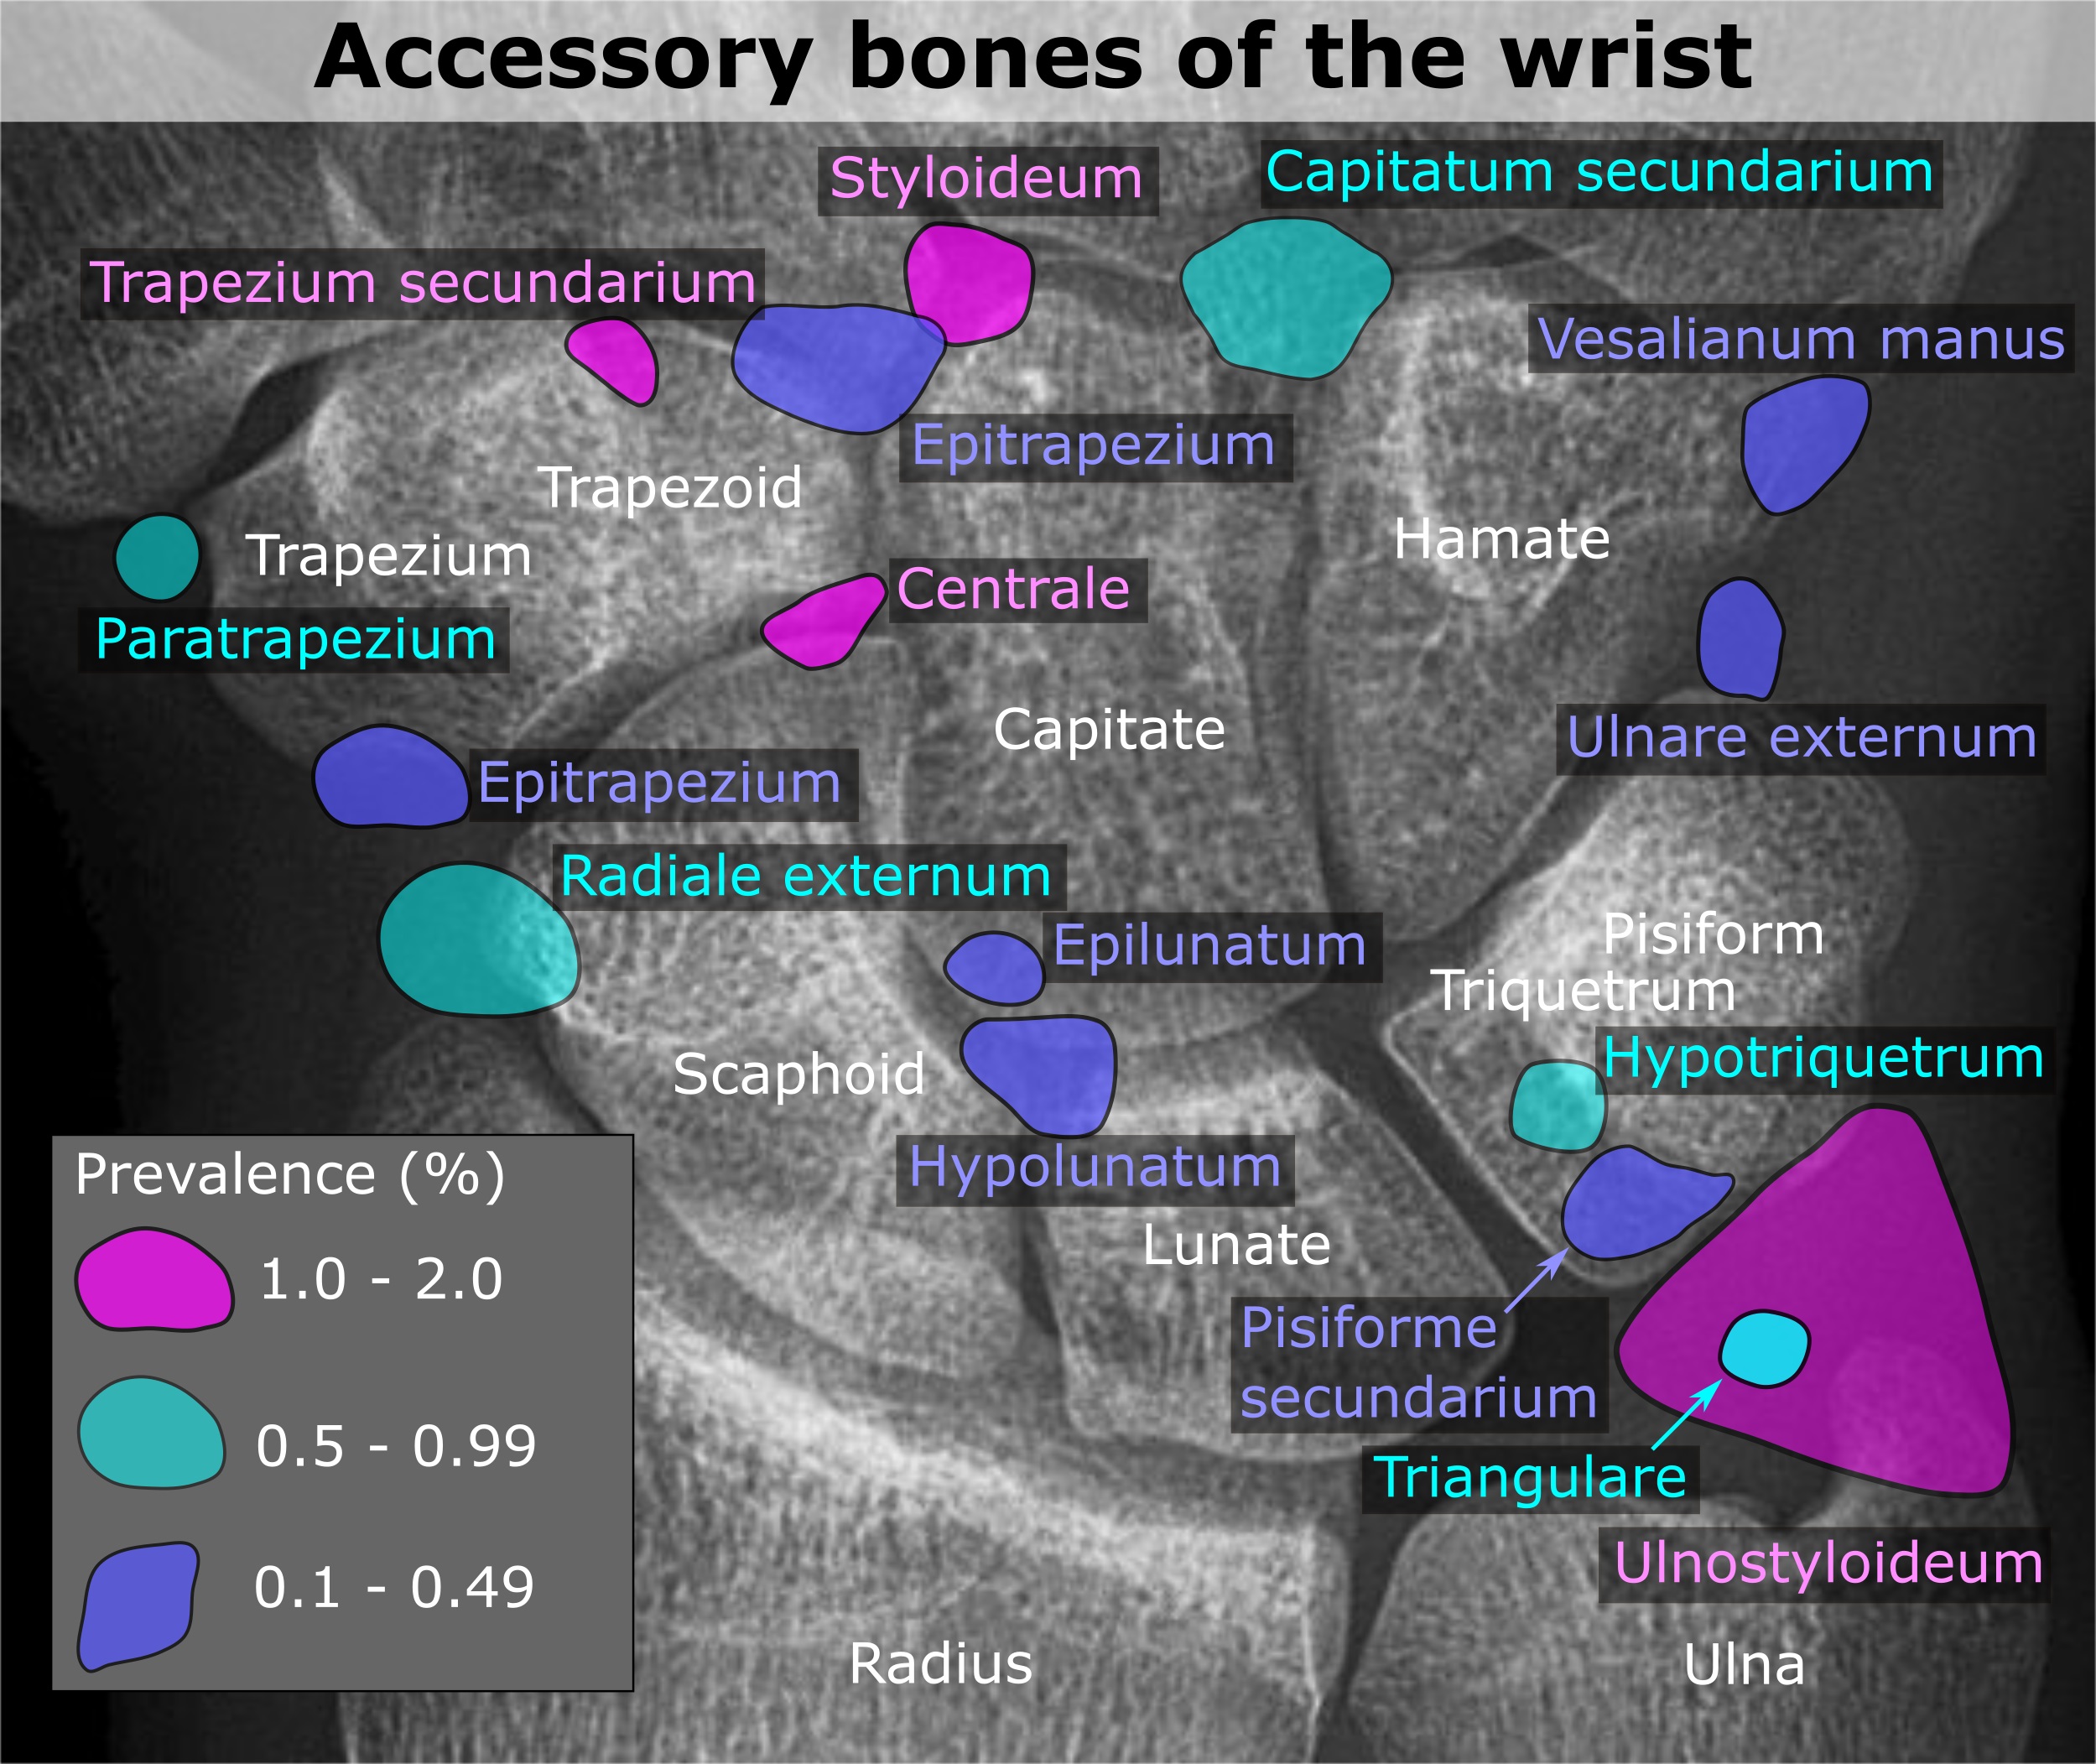 Accessory bones of the wrist
Styloideum
Capitatum secundarium
Trapezium secundarium
Vesalianum manus
Epitrapezium
Trapezoid
Hamate
Trapezium
Centrale
Paratrapezium
Capitate
Ulnare externum
Epitrapezium
Radiale externum
Epilunatum
Pisiform
Triquetrum
Hypotriquetrum
Scaphoid
Hypolunatum
Lunate
Pisiforme
secundarium
Triangulare
Ulnostyloideum
Radius
Ulna
Prevalence (%)
1.0 - 2.0
0.5 - 0.99
0.1 - 0.49